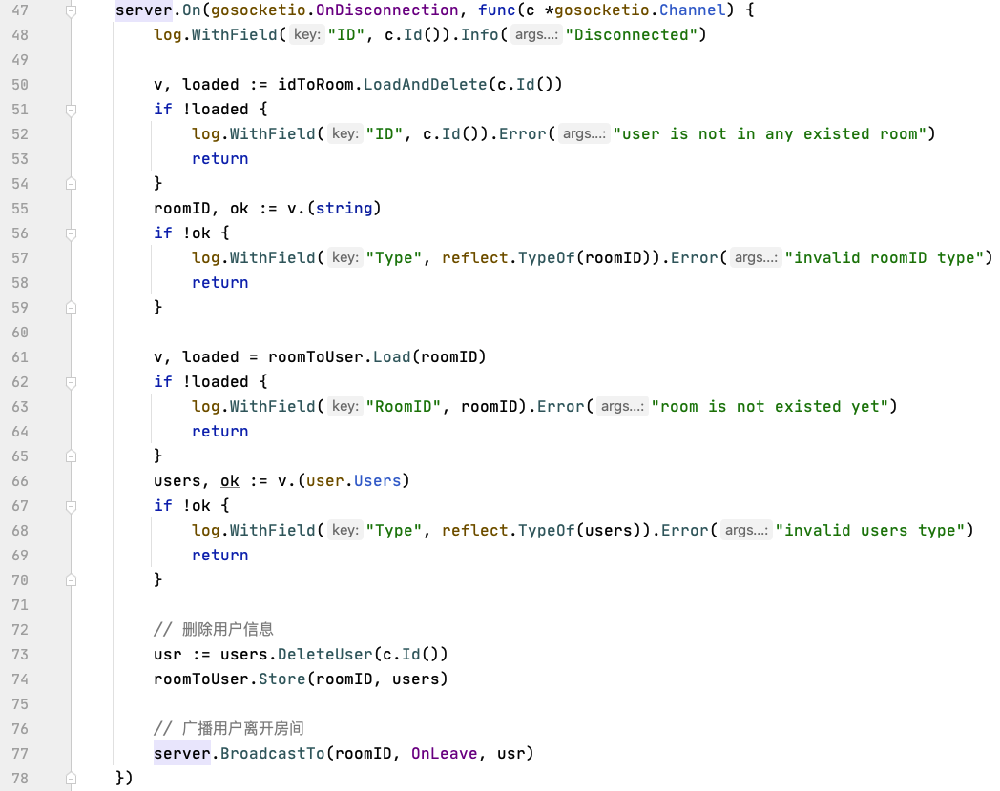 47 server.On(gosocketio.OnDisconnection, func(c *gosocketio.Channel) {
48 log.WithField( key: "ID", c.Id()).Info( args...: "Disconnected")
49
50 v, loaded := idToRoom.LoadAndDelete(c.Id())
51 if !loaded {
52 log.WithField( key: "ID", c.Id()).Error( args...: "user is not in any existed room")
53 return
54 }
55 roomID, ok := v.(string)
56 if !ok {
57 log.WithField( key: "Type", reflect.TypeOf(roomID)).Error( args...: "invalid roomID type")
58 return
59 }
60
61 v, loaded = roomToUser.Load(roomID)
62 if !loaded {
63 log.WithField( key: "RoomID", roomID).Error( args...: "room is not existed yet")
64 return
65 }
66 users, ok := v.(user.Users)
67 if !ok {
68 log.WithField( key: "Type", reflect.TypeOf(users)).Error( args...: "invalid users type")
69 return
70 }
71
72 // 删除用户信息
73 usr := users.DeleteUser(c.Id())
74 roomToUser.Store(roomID, users)
75
76 // 广播用户离开房间
77 server.BroadcastTo(roomID, OnLeave, usr)
78 })